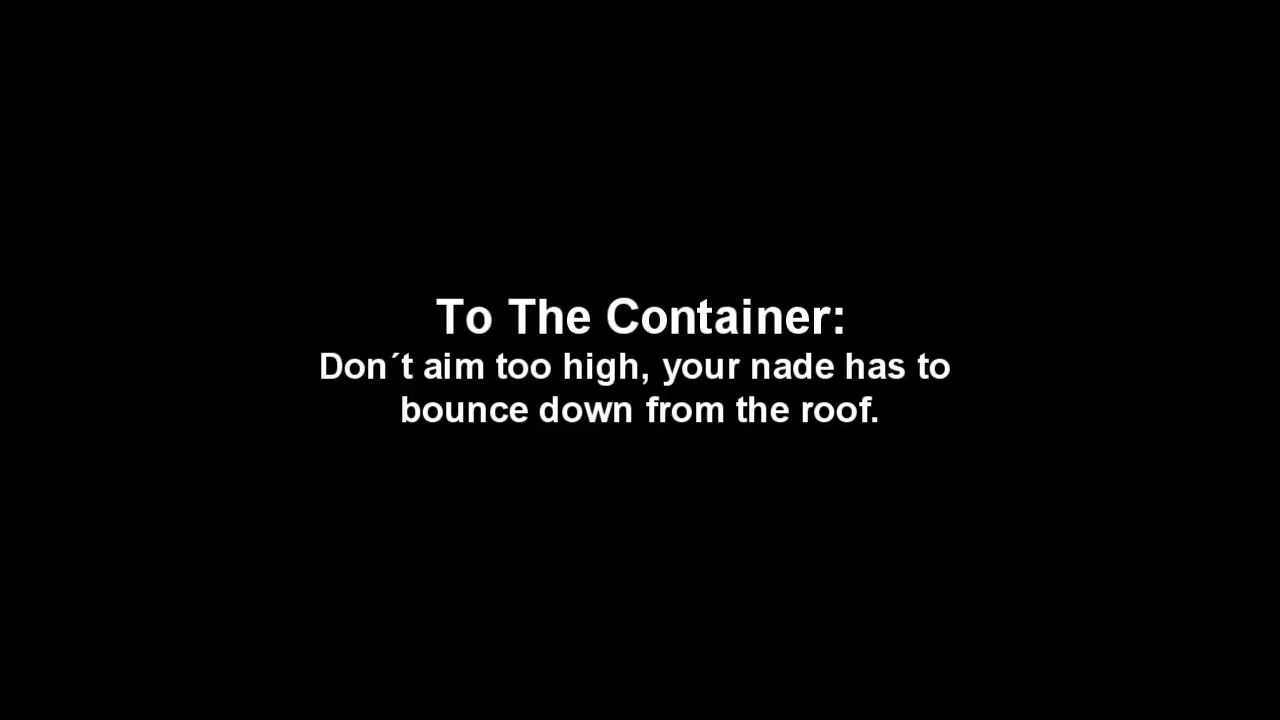 To The Container:
Don´t aim too high, your nade has to
bounce down from the roof.